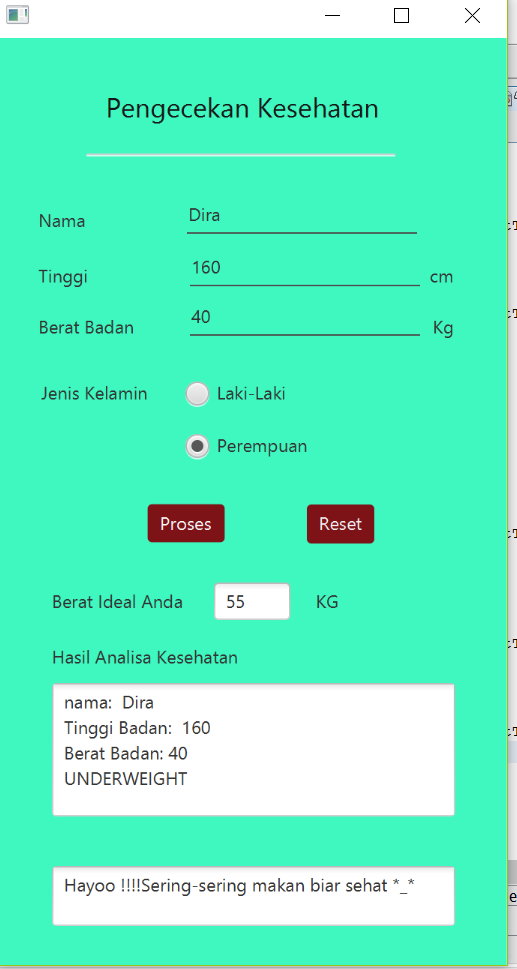 Pengecekan Kesehatan
Nama Dira
Tinggi 160 cm
Berat Badan 40 Kg
Jenis Kelamin Laki-Laki
Perempuan
Proses Reset
Berat Ideal Anda 55 KG
Hasil Analisa Kesehatan
nama: Dira
Tinggi Badan: 160
Berat Badan: 40
UNDERWEIGHT
Hayoo !!!!Sering-sering makan biar sehat *_*